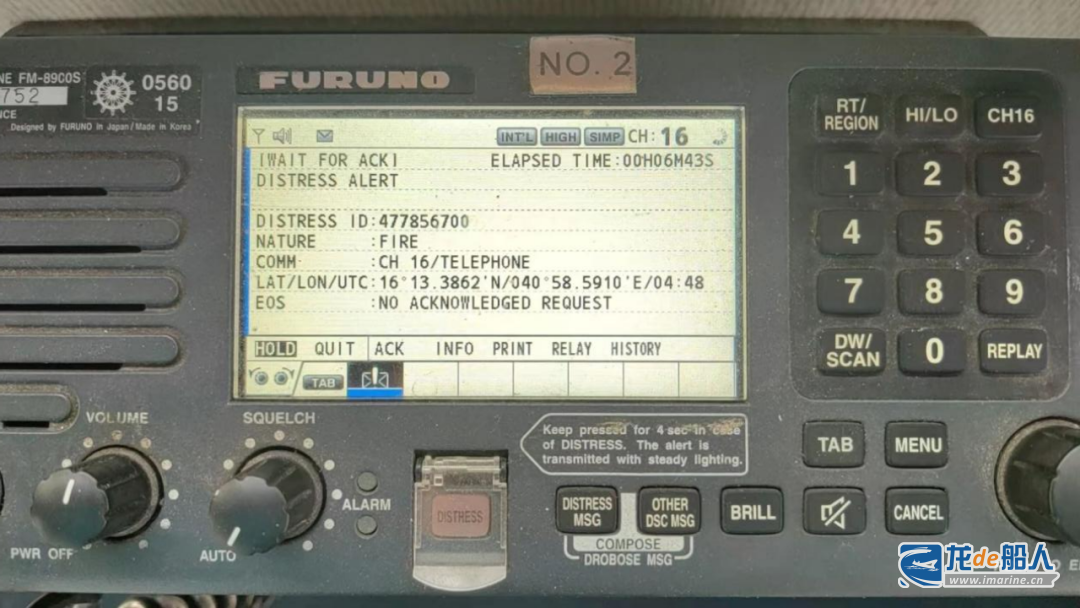 NE FM-8900S
752
NCE
0560
15
Designed by FURUNO In Japan/Made In Korea
FURUNO
NO. 2
INT'L HIGH SIMP CH:16
[WAIT FOR ACK] ELAPSED TIME:00H06M43S
DISTRESS ALERT
DISTRESS ID:477856700
NATURE :FIRE
COMM :CH 16/TELEPHONE
LAT/LON/UTC:16°13.3862'N/040°58.5910'E/04:48
EOS :NO ACKNOWLEDGED REQUEST
HOLD QUIT ACK INFO PRINT RELAY HISTORY
TAB
RT/
REGION
HI/LO
CH16
1 2 3
4 5 6
7 8 9
DW/
SCAN
0
REPLAY
VOLUME
PWR OFF
SQUELCH
AUTO
ALARM
DISTRESS
Keep pressed for 4 sec in case
of DISTRESS. The alert is
transmitted with steady lighting.
TAB MENU
DISTRESS
MSG
OTHER
DSC MSG
BRILL
CANCEL
COMPOSE
DROBOSE MSG
龙de船人
www.imarine.cn